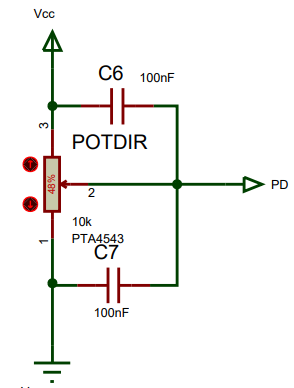 Vcc
C6
100nF
3
POTDIR
48%
2
PD
10k
PTA4543
1
C7
100nF